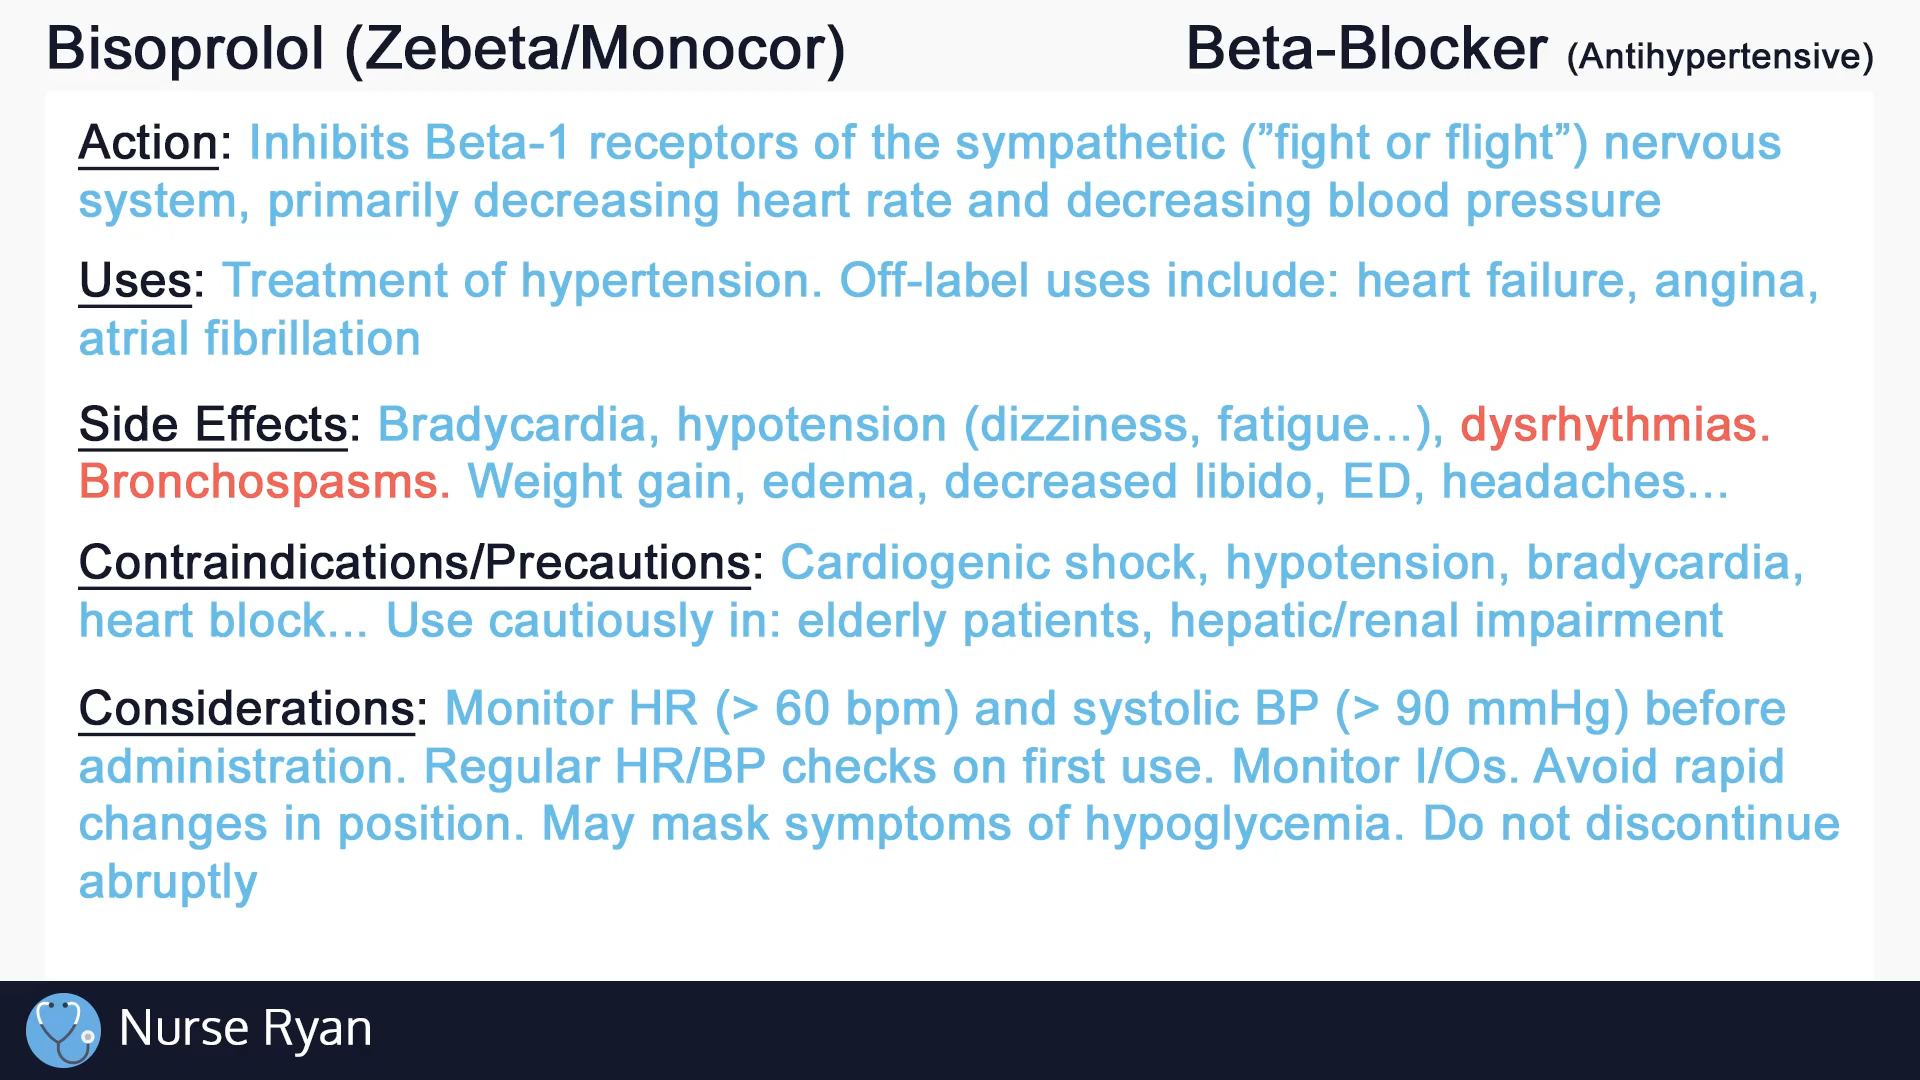 Bisoprolol (Zebeta/Monocor)
Beta-Blocker (Antihypertensive)
Action: Inhibits Beta-1 receptors of the sympathetic (”fight or flight”) nervous
system, primarily decreasing heart rate and decreasing blood pressure
Uses: Treatment of hypertension. Off-label uses include: heart failure, angina,
atrial fibrillation
Side Effects: Bradycardia, hypotension (dizziness, fatigue...), dysrhythmias.
Bronchospasms. Weight gain, edema, decreased libido, ED, headaches...
Contraindications/Precautions: Cardiogenic shock, hypotension, bradycardia,
heart block... Use cautiously in: elderly patients, hepatic/renal impairment
Considerations: Monitor HR (> 60 bpm) and systolic BP (> 90 mmHg) before
administration. Regular HR/BP checks on first use. Monitor I/Os. Avoid rapid
changes in position. May mask symptoms of hypoglycemia. Do not discontinue
abruptly
Nurse Ryan